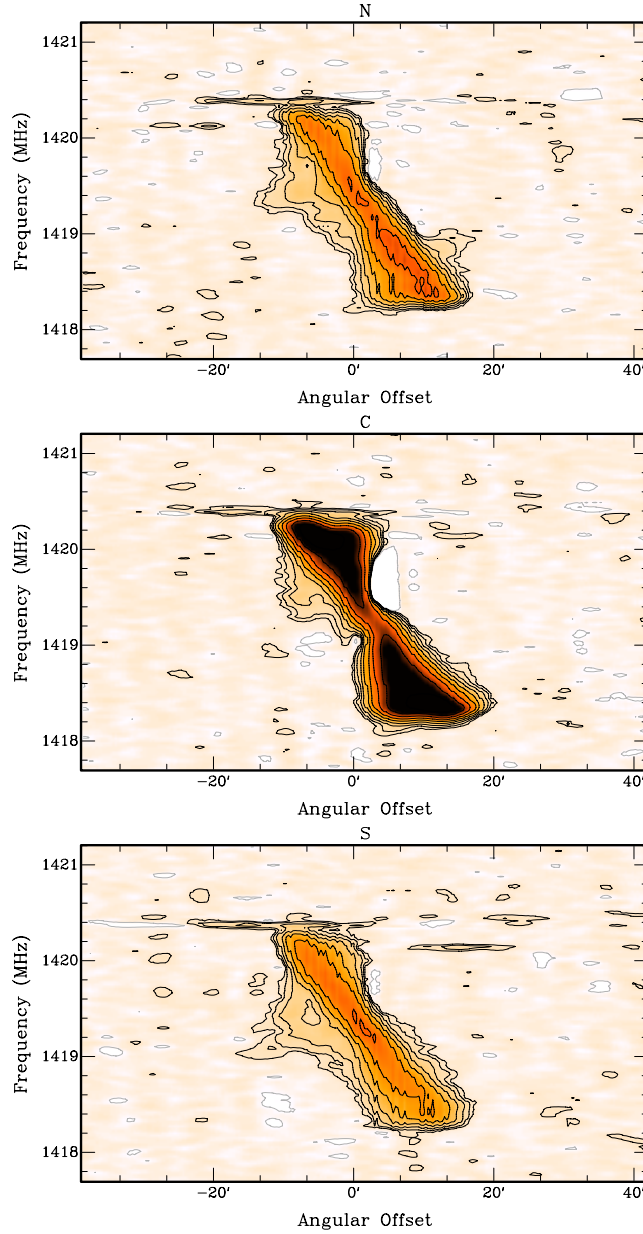 N
1421
1420
1419
1418
Frequency (MHz)
−20′ 0′ 20′ 40′
Angular Offset
C
1421
1420
1419
1418
Frequency (MHz)
−20′ 0′ 20′ 40′
Angular Offset
S
1421
1420
1419
1418
Frequency (MHz)
−20′ 0′ 20′ 40′
Angular Offset